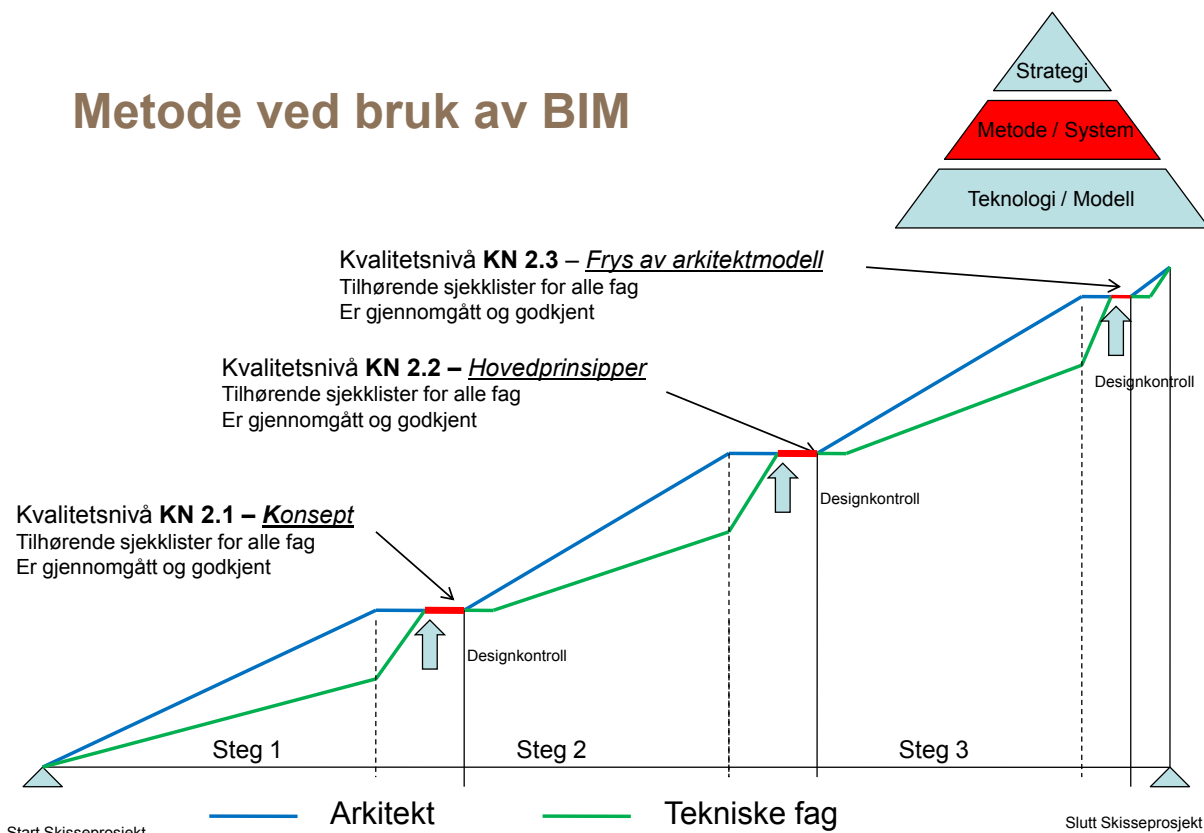 Metode ved bruk av BIM
Strategi
Metode / System
Teknologi / Modell
Kvalitetsnivå KN 2.3 – Frys av arkitektmodell
Tilhørende sjekklister for alle fag
Er gjennomgått og godkjent
Designkontroll
Kvalitetsnivå KN 2.2 – Hovedprinsipper
Tilhørende sjekklister for alle fag
Er gjennomgått og godkjent
Designkontroll
Kvalitetsnivå KN 2.1 – Konsept
Tilhørende sjekklister for alle fag
Er gjennomgått og godkjent
Designkontroll
Steg 1
Steg 2
Steg 3
Start Skisseprosjekt
Arkitekt
Tekniske fag
Slutt Skisseprosjekt